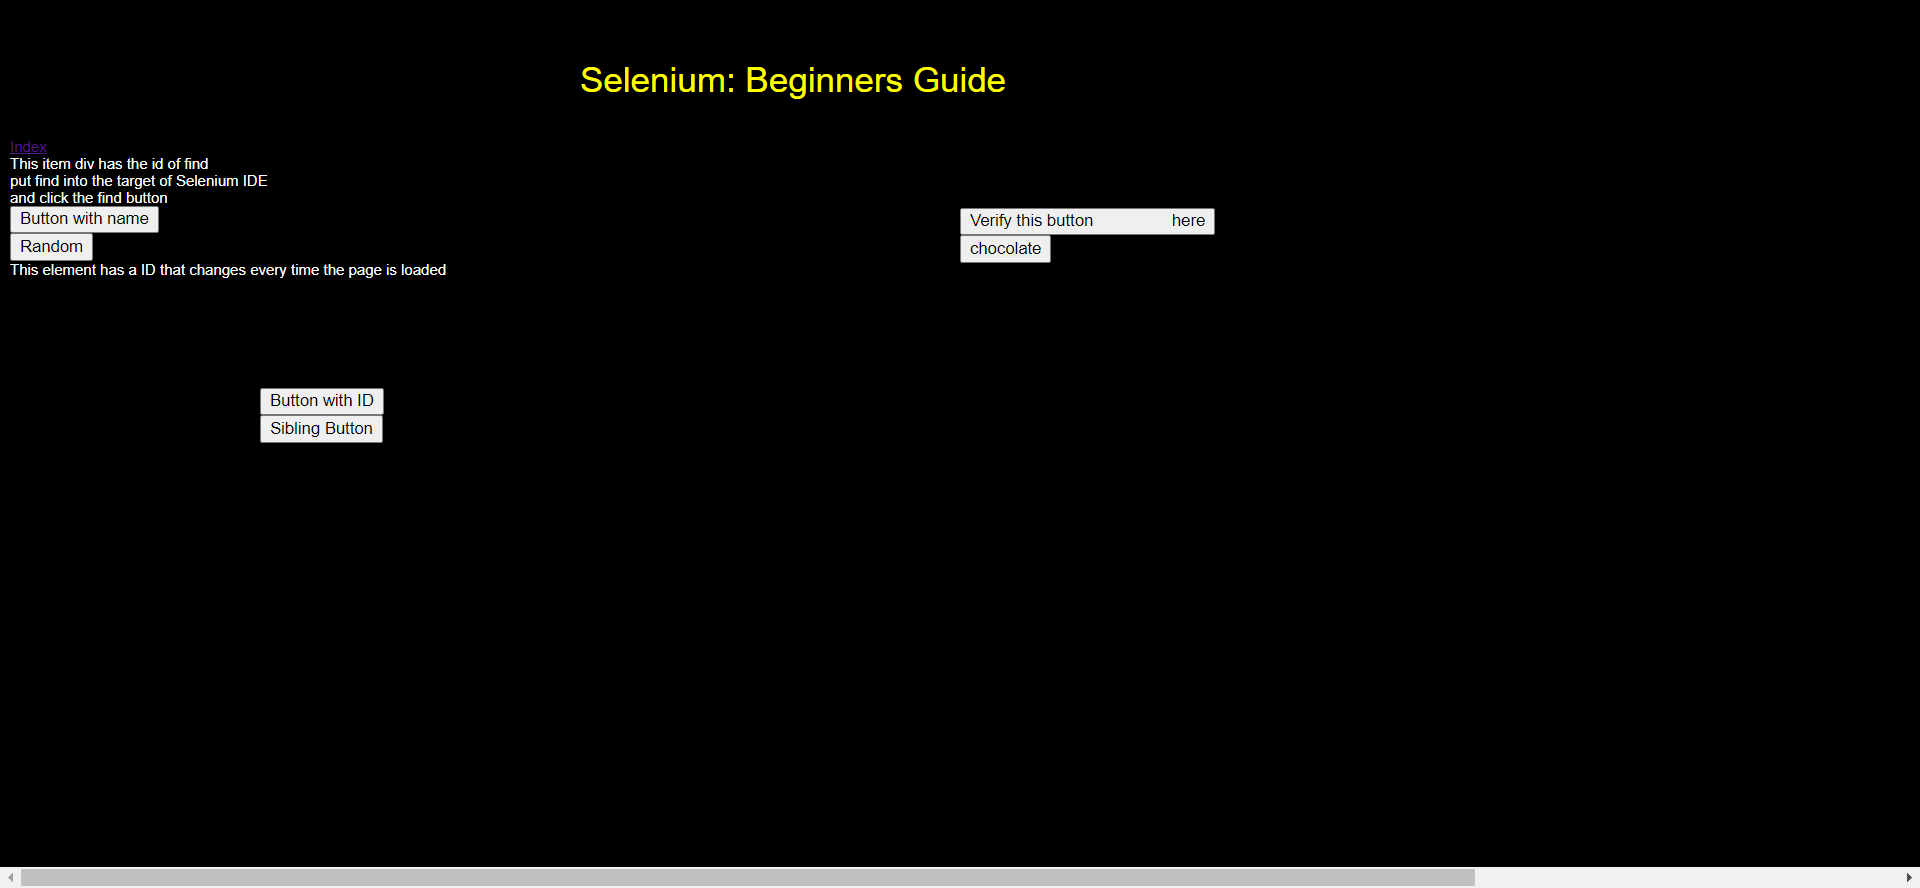 Selenium: Beginners Guide
Index
This item div has the id of find
put find into the target of Selenium IDE
and click the find button
Button with name
Random
This element has a ID that changes every time the page is loaded
Verify this button here
chocolate
Button with ID
Sibling Button